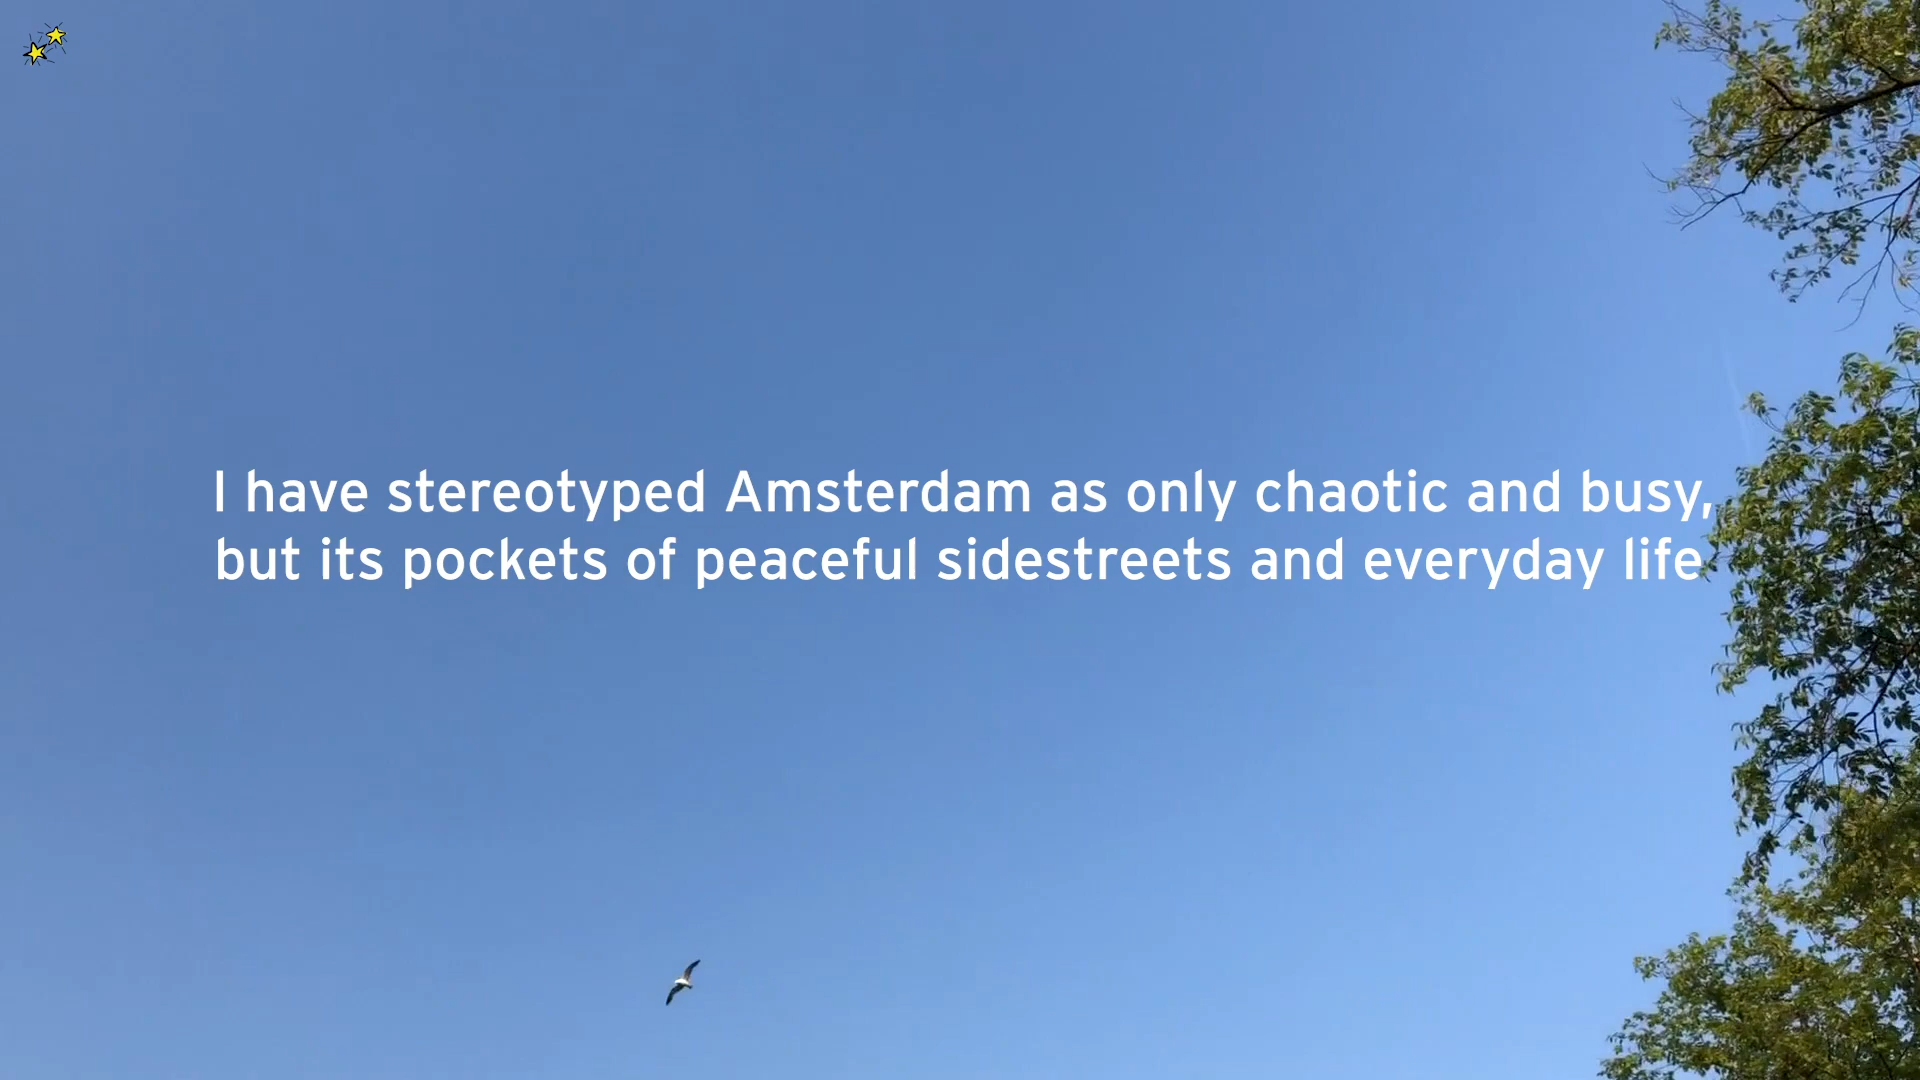 I have stereotyped Amsterdam as only chaotic and busy,
but its pockets of peaceful sidestreets and everyday life